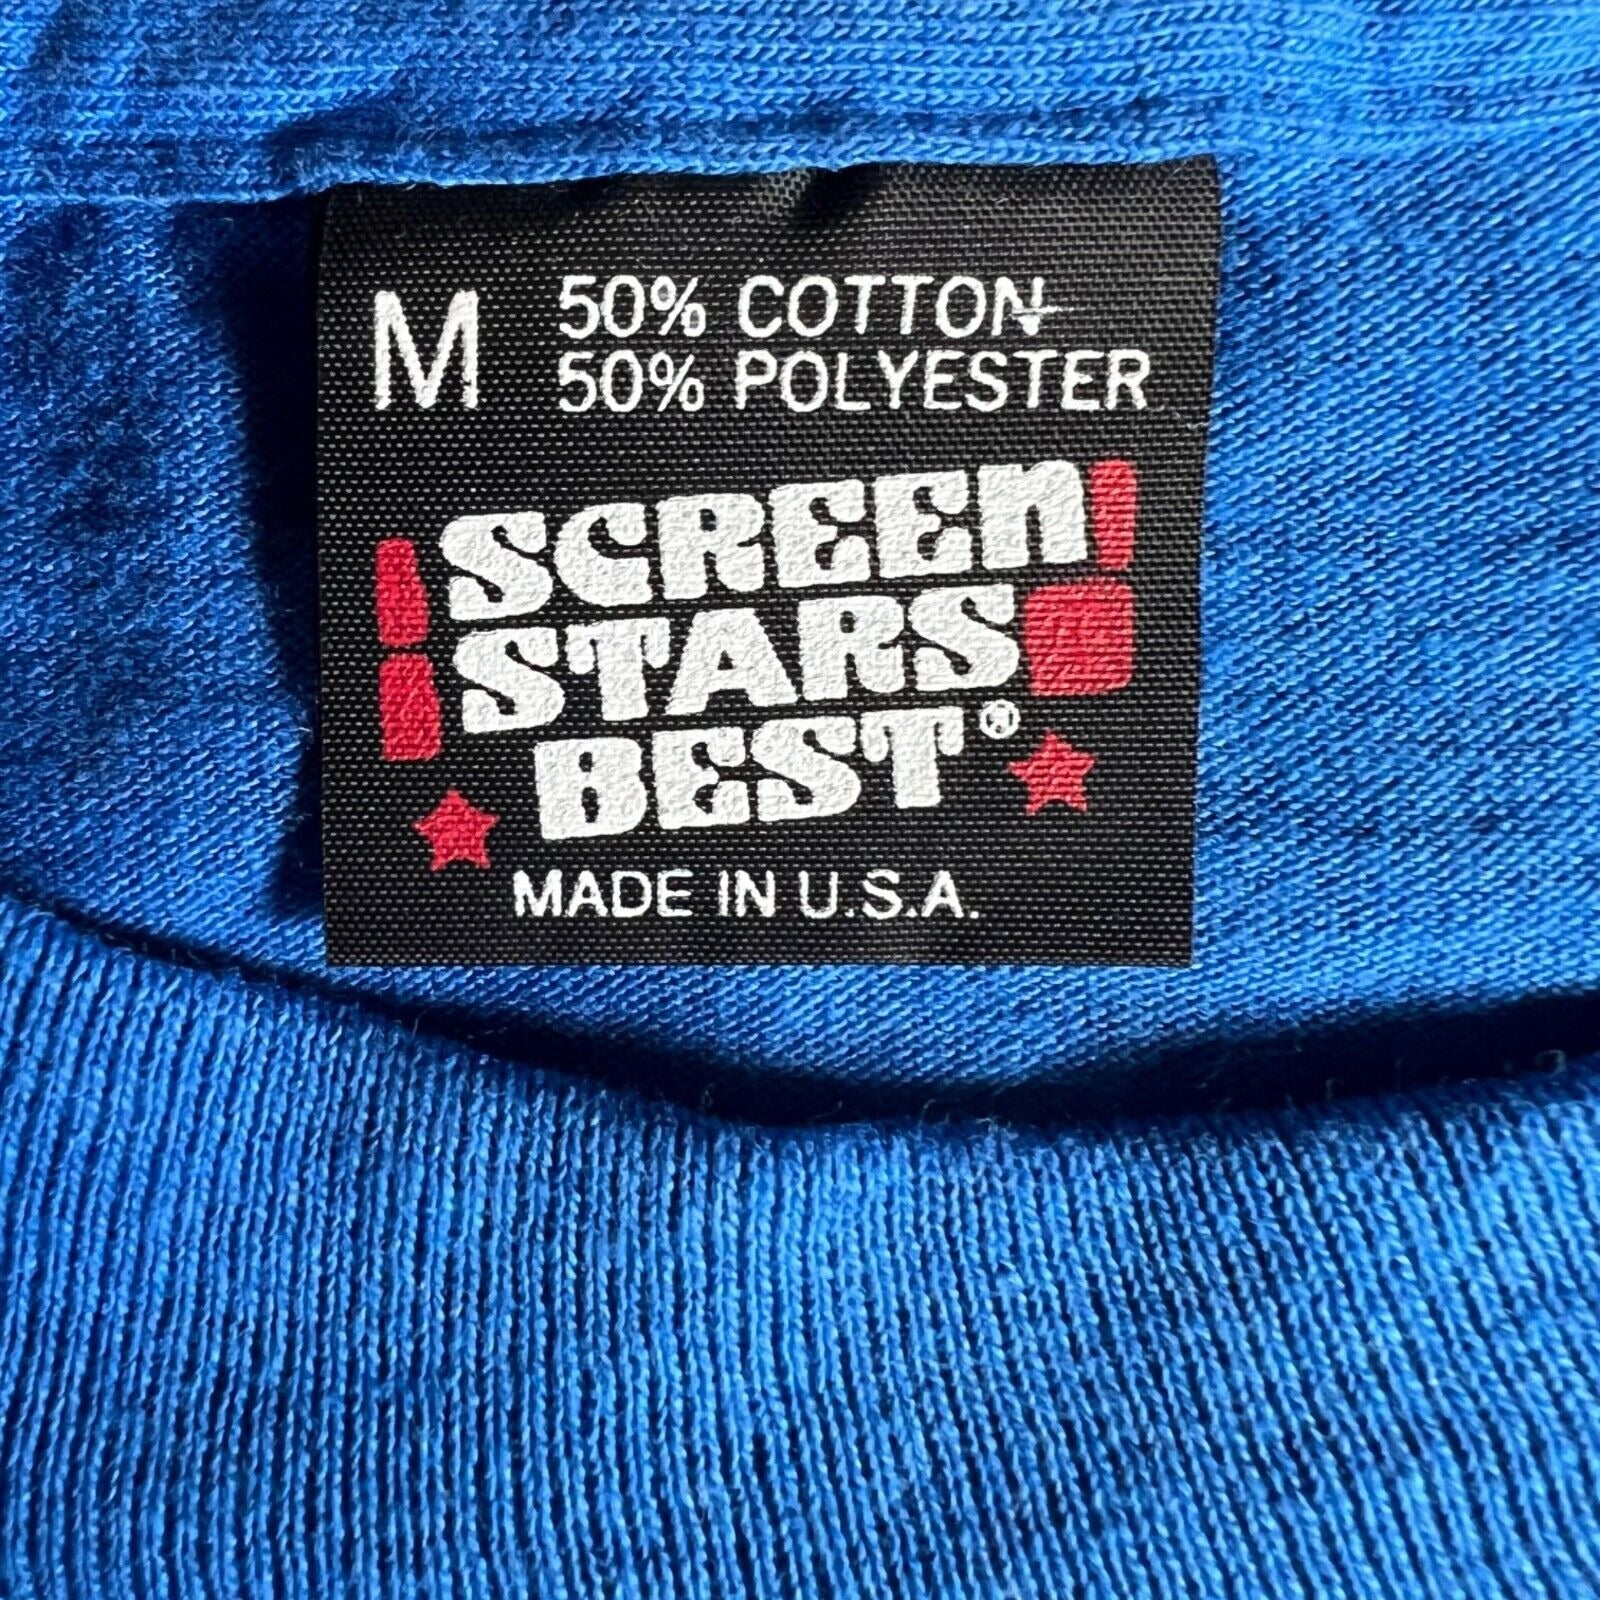 M 50% COTTON
50% POLYESTER
SCREEN
STARS
BEST®
MADE IN U.S.A.